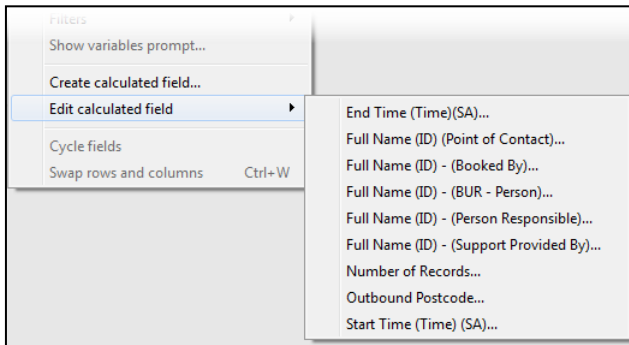 Filters
Show variables prompt...
Create calculated field...
Edit calculated field
Cycle fields
Swap rows and columns Ctrl+W
End Time (Time)(SA)...
Full Name (ID) (Point of Contact)...
Full Name (ID) - (Booked By)...
Full Name (ID) - (BUR - Person)...
Full Name (ID) - (Person Responsible)...
Full Name (ID) - (Support Provided By)...
Number of Records...
Outbound Postcode...
Start Time (Time) (SA)...